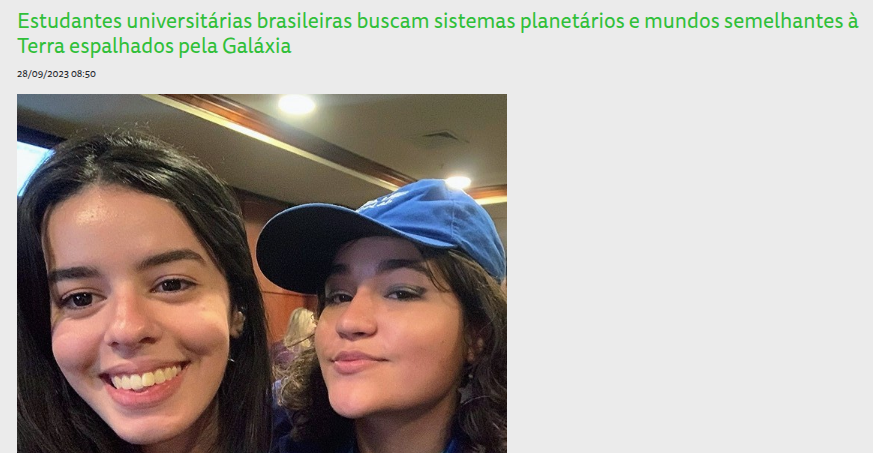 Estudantes universitárias brasileiras buscam sistemas planetários e mundos semelhantes à
Terra espalhados pela Galáxia
28/09/2023 08:50